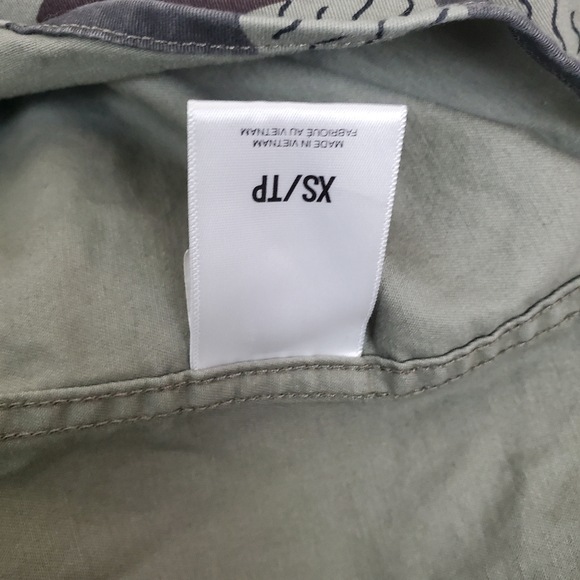 XS/TP
FABRIQUÉ AU VIETNAM
MADE IN VIETNAM